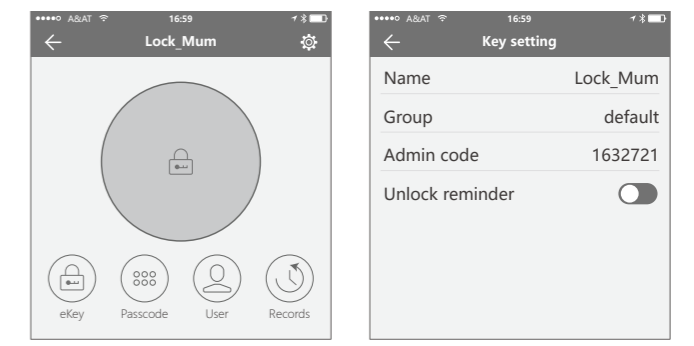 A&AT 16:59
Lock_Mum
eKey Passcode User Records
A&AT 16:59
Key setting
Name Lock_Mum
Group default
Admin code 1632721
Unlock reminder